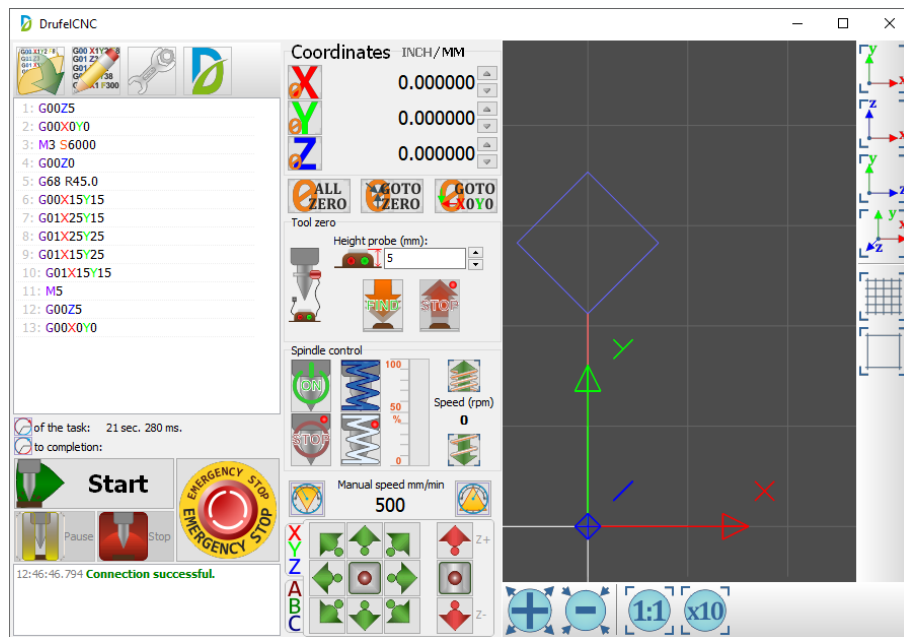 DrufelCNC
1: G00Z5
2: G00X0Y0
3: M3 S6000
4: G00Z0
5: G68 R45.0
6: G00X15Y15
7: G01X25Y15
8: G01X25Y25
9: G01X15Y25
10: G01X15Y15
11: M5
12: G00Z5
13: G00X0Y0
of the task: 21 sec. 280 ms.
to completion:
Start
Pause
Stop
EMERGENCY STOP
EMERGENCY STOP
12:46:46.794 Connection successful.
Coordinates INCH/MM
X 0.000000
Y 0.000000
Z 0.000000
ALL ZERO
GOTO ZERO
GOTO X0Y0
Tool zero
Height probe (mm):
5
FIND
STOP
Spindle control
ON
STOP
100
50
%
0
Speed (rpm)
0
Manual speed mm/min
500
X
Y
Z
A
B
C
Z+
Z-
Y
X
y
x
z
x
y
z
y
x
z
1:1
x10